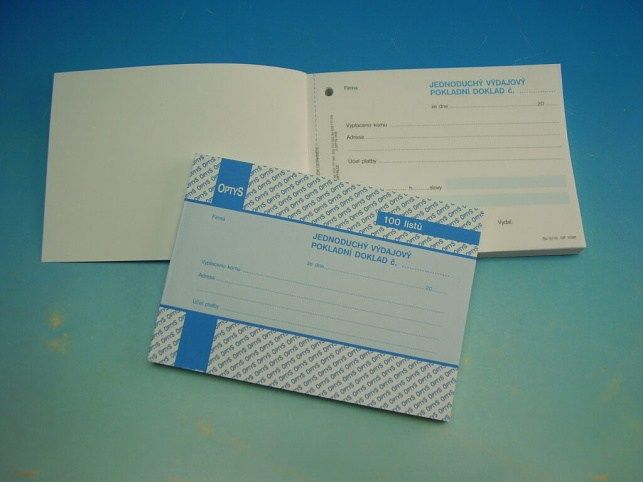 Firma
JEDNODUCHÝ VÝDAJOVÝ
POKLADNÍ DOKLAD č. ..................
ze dne ........................ 20 ......
Vyplaceno komu
Adresa
Účel platby
slovy
Vydal:
OPTYS
100 listů
Firma
JEDNODUCHÝ VÝDAJOVÝ
POKLADNÍ DOKLAD č. ..................
Vyplaceno komu ........................ ze dne ........................ 20 ......
Adresa
Účel platby